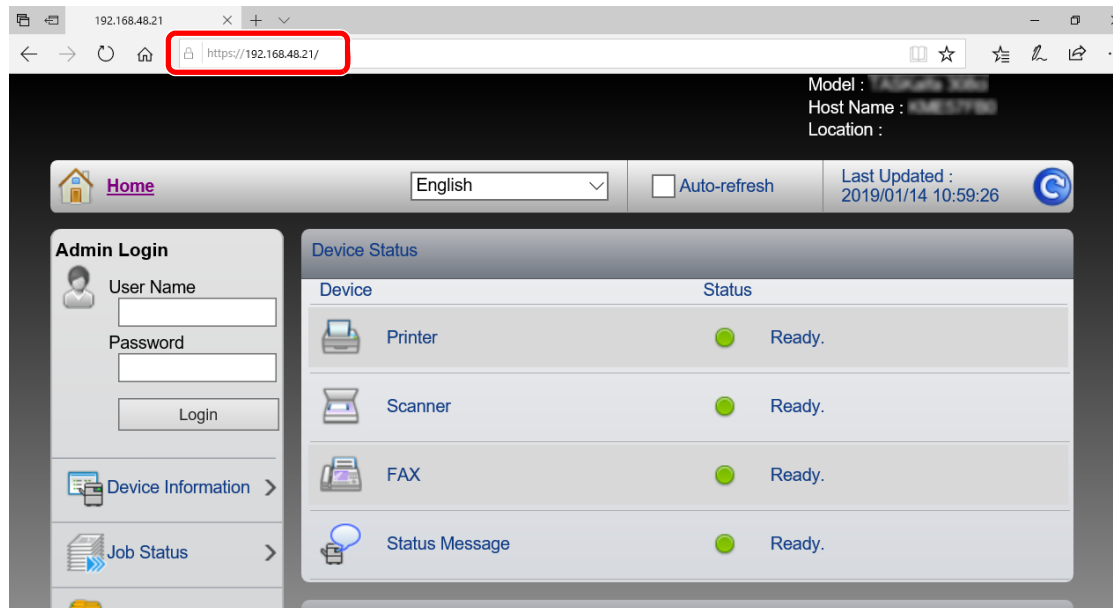 192.168.48.21
https://192.168.48.21/
Model :
Host Name :
Location :
Home
English
Auto-refresh
Last Updated :
2019/01/14 10:59:26
Admin Login
User Name
Password
Login
Device Information
Job Status
Device Status
Device Status
Printer Ready.
Scanner Ready.
FAX Ready.
Status Message Ready.